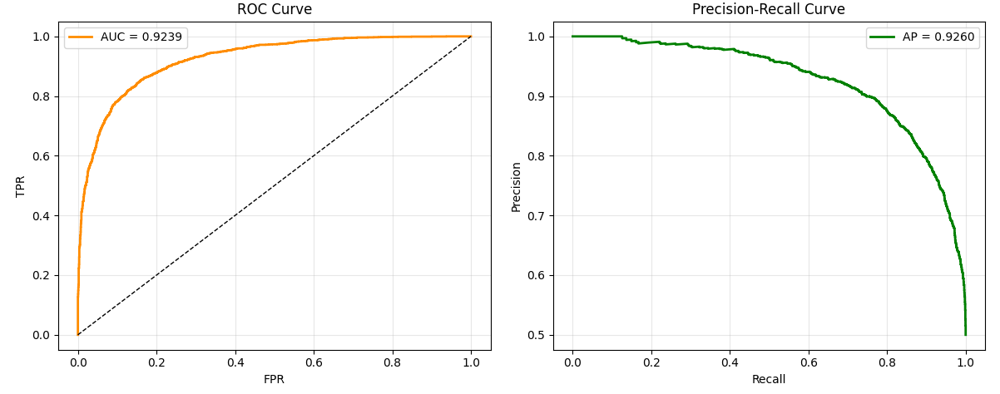 ROC Curve
AUC = 0.9239
1.0
0.8
0.6
0.4
0.2
0.0
TPR
0.0 0.2 0.4 0.6 0.8 1.0
FPR
Precision-Recall Curve
AP = 0.9260
1.0
0.9
0.8
0.7
0.6
0.5
Precision
0.0 0.2 0.4 0.6 0.8 1.0
Recall